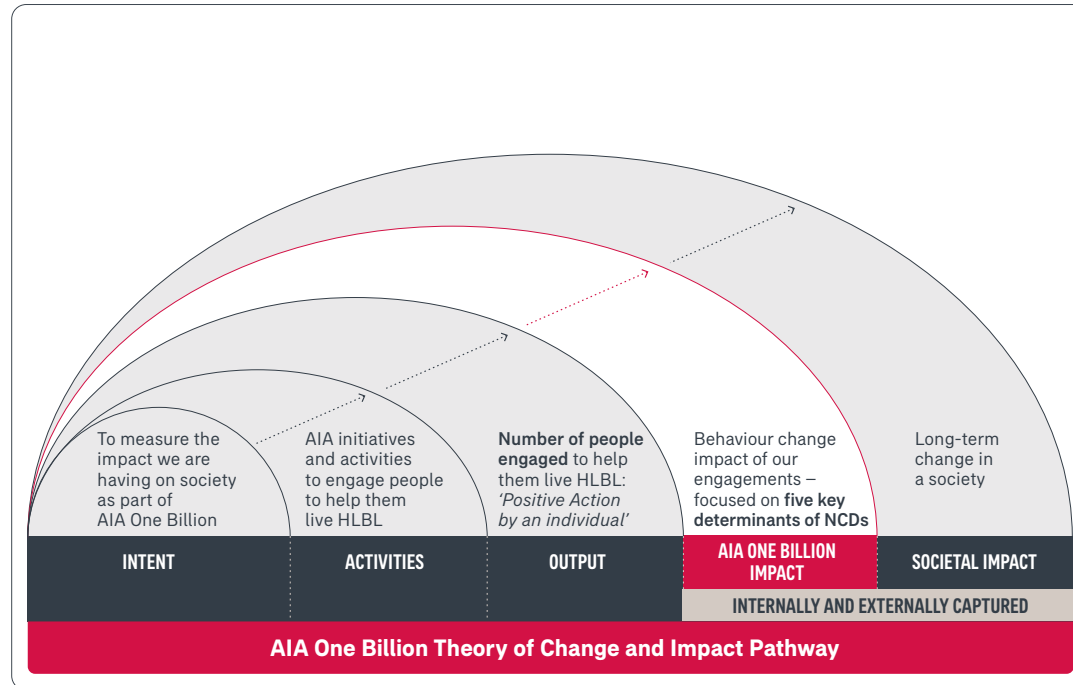 To measure the
impact we are
having on society
as part of
AIA One Billion
AIA initiatives
and activities
to engage people
to help them
live HLBL
Number of people
engaged to help
them live HLBL:
‘Positive Action
by an individual’
Behaviour change
impact of our
engagements –
focused on five key
determinants of NCDs
Long-term
change in
a society
INTENT
ACTIVITIES
OUTPUT
AIA ONE BILLION
IMPACT
SOCIETAL IMPACT
INTERNALLY AND EXTERNALLY CAPTURED
AIA One Billion Theory of Change and Impact Pathway